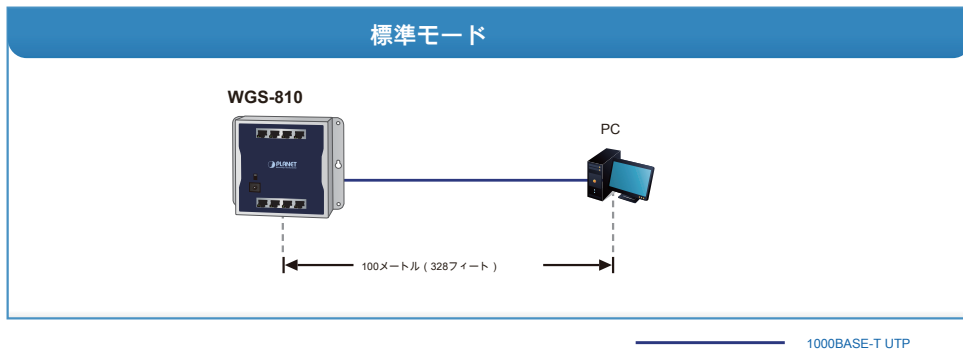 標準モード
WGS-810
PC
PLANET
100メートル ( 328フィート )
1000BASE-T UTP